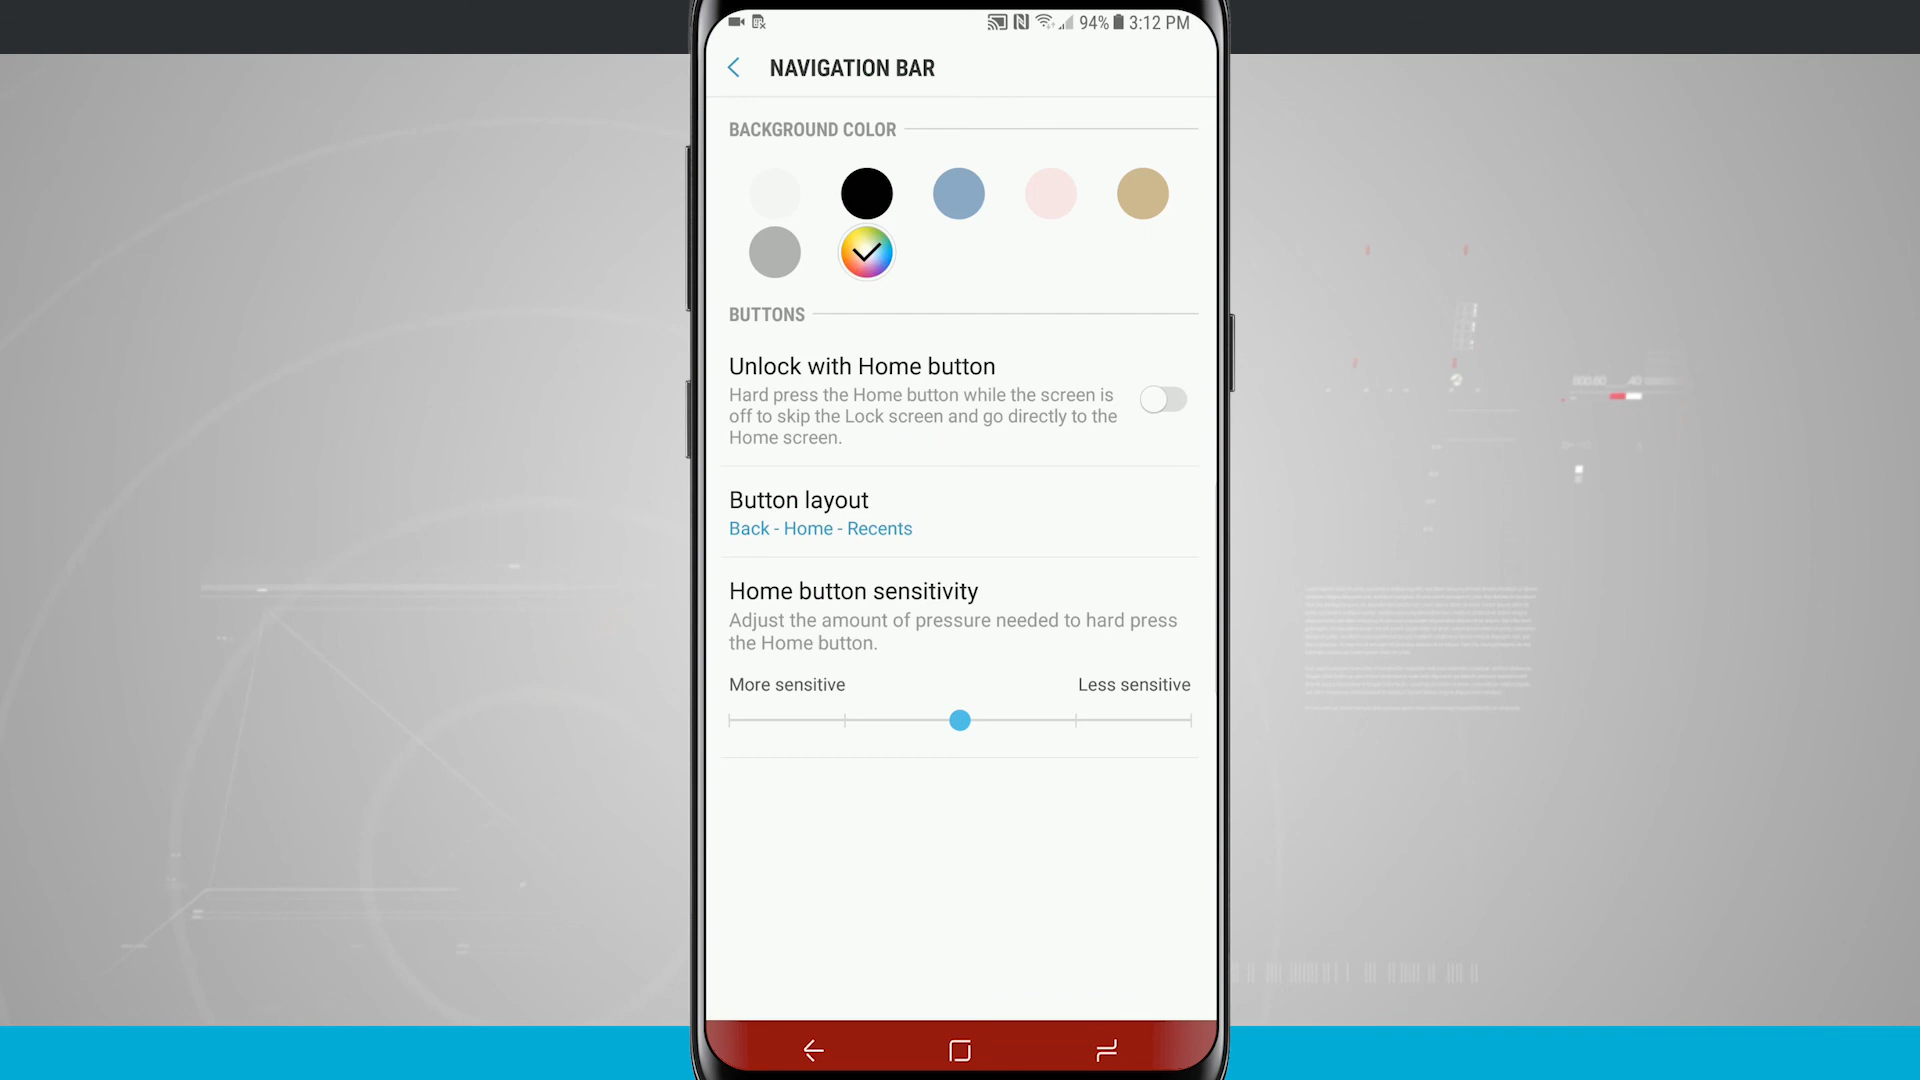 94% 3:12 PM
NAVIGATION BAR
BACKGROUND COLOR
BUTTONS
Unlock with Home button
Hard press the Home button while the screen is
off to skip the Lock screen and go directly to the
Home screen.
Button layout
Back - Home - Recents
Home button sensitivity
Adjust the amount of pressure needed to hard press
the Home button.
More sensitive Less sensitive